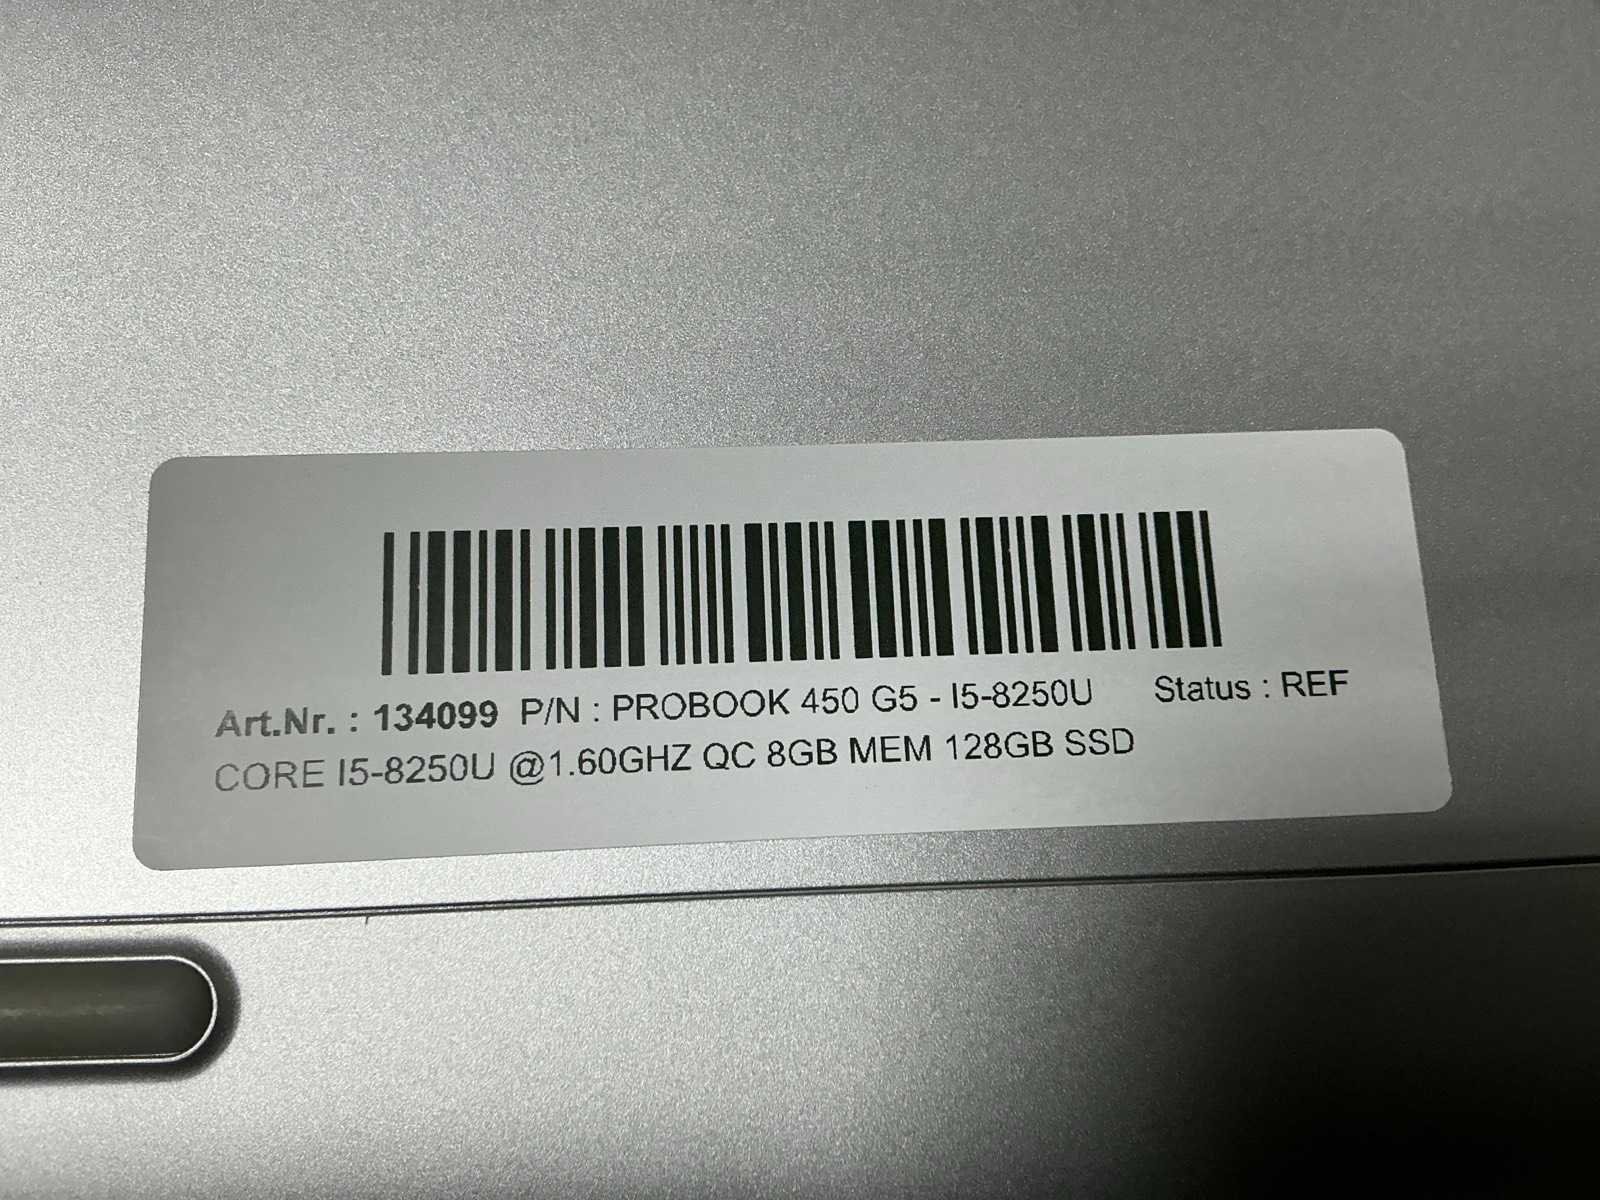 Art.Nr. : 134099 P/N : PROBOOK 450 G5 - I5-8250U Status : REF
CORE I5-8250U @1.60GHZ QC 8GB MEM 128GB SSD